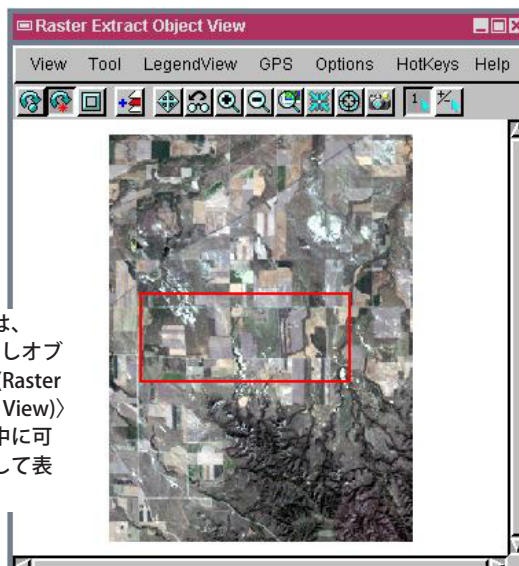 Raster Extract Object View
View Tool LegendView GPS Options HotKeys Help
1
+/-
は、
しオブ
(Raster
View)〉
中に可
して表